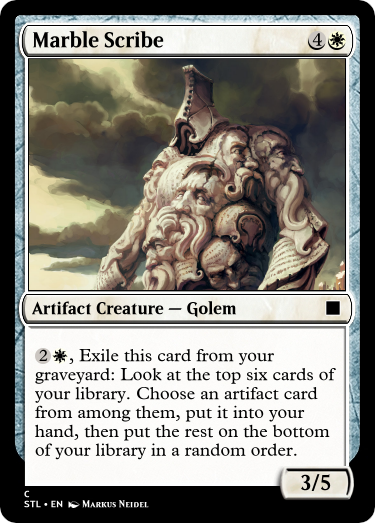 Marble Scribe 4
Artifact Creature — Golem
2, Exile this card from your
graveyard: Look at the top six cards of
your library. Choose an artifact card
from among them, put it into your
hand, then put the rest on the bottom
of your library in a random order.
3/5
C
STL • EN Markus Neidel